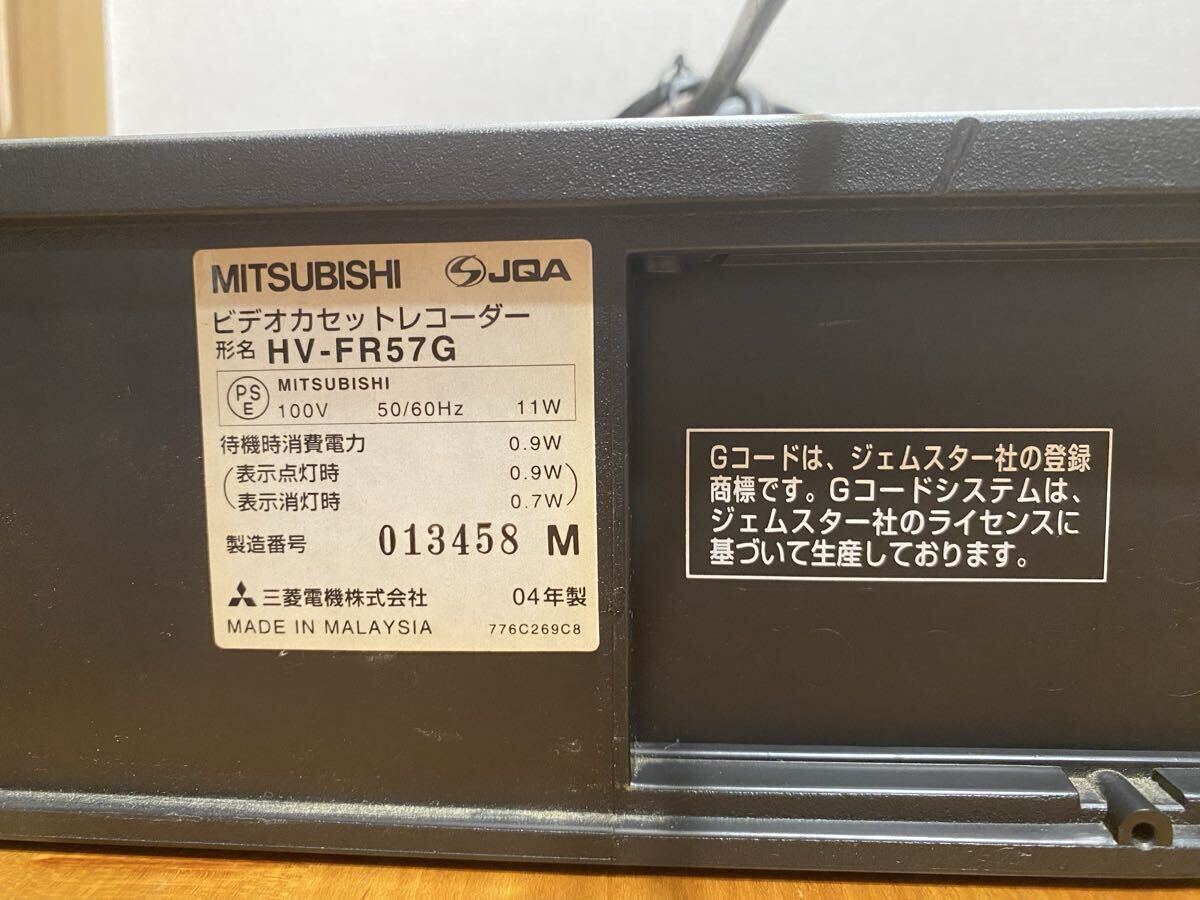 MITSUBISHI JQA
ビデオカセットレコーダー
形名 HV-FR57G
PSE MITSUBISHI
100V 50/60Hz 11W
待機時消費電力 0.9W
(表示点灯時 0.9W)
(表示消灯時 0.7W)
製造番号 013458 M
三菱電機株式会社 04年製
MADE IN MALAYSIA 776C269C8
Gコードは、ジェムスター社の登録
商標です。Gコードシステムは、
ジェムスター社のライセンスに
基づいて生産しております。